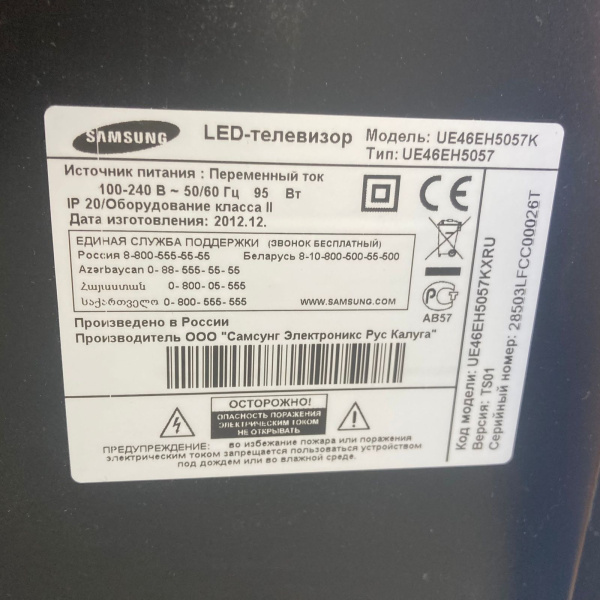 SAMSUNG
LED-телевизор
Модель: UE46EH5057K
Тип: UE46EH5057
Источник питания : Переменный ток
100-240 В ~ 50/60 Гц 95 Вт
IP 20/Оборудование класса II
Дата изготовления: 2012.12.
ЕДИНАЯ СЛУЖБА ПОДДЕРЖКИ (ЗВОНОК БЕСПЛАТНЫЙ)
Россия 8-800-555-55-55 Беларусь 8-10-800-500-55-500
Azərbaycan 0- 88- 555- 55- 55
Հայաստան 0- 800- 05- 555
საქართველო 0- 800- 555- 555 WWW.SAMSUNG.COM
CE
АВ57
Произведено в России
Производитель ООО "Самсунг Электроникс Рус Калуга"
ОСТОРОЖНО!
ОПАСНОСТЬ ПОРАЖЕНИЯ
ЭЛЕКТРИЧЕСКИМ ТОКОМ
НЕ ОТКРЫВАТЬ
ПРЕДУПРЕЖДЕНИЕ: во избежание пожара или поражения
электрическим током запрещается пользоваться устройством
под дождем или во влажной среде.
Код модели: UE46EH5057KXRU
Версия: TS01
Серийный номер: 28503LFCC00026T